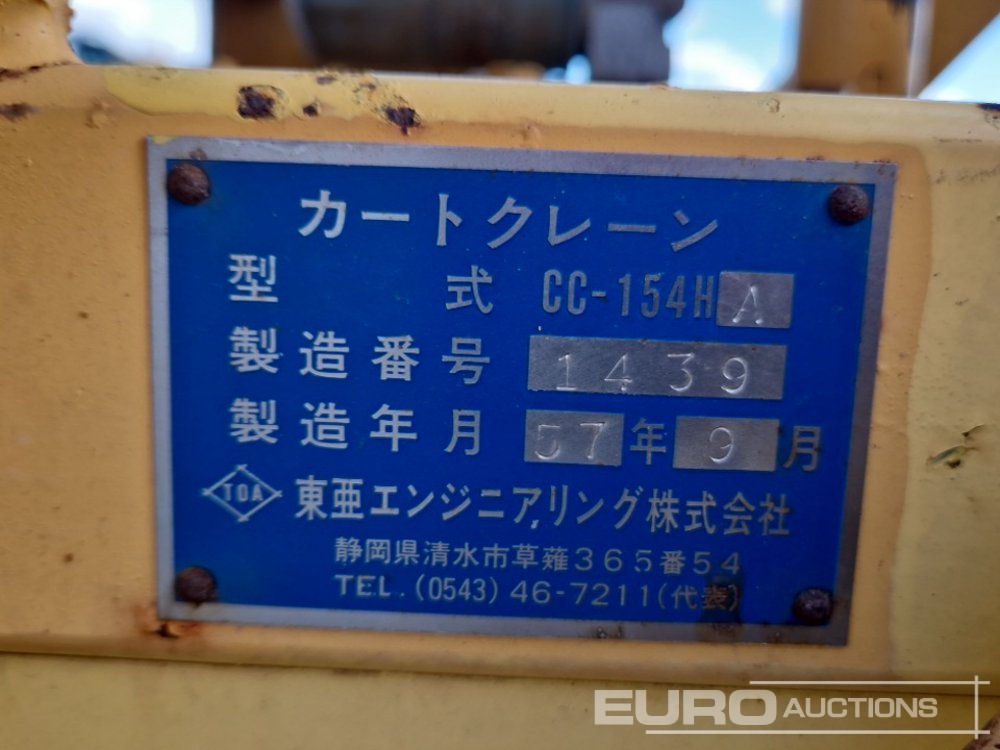 カートクレーン
型式 CC-154H A
製造番号 1439
製造年月 57年9月
TOA 東亜エンジニアリング株式会社
静岡県清水市草薙365番54
TEL.(0543)46-7211(代表)
EURO AUCTIONS